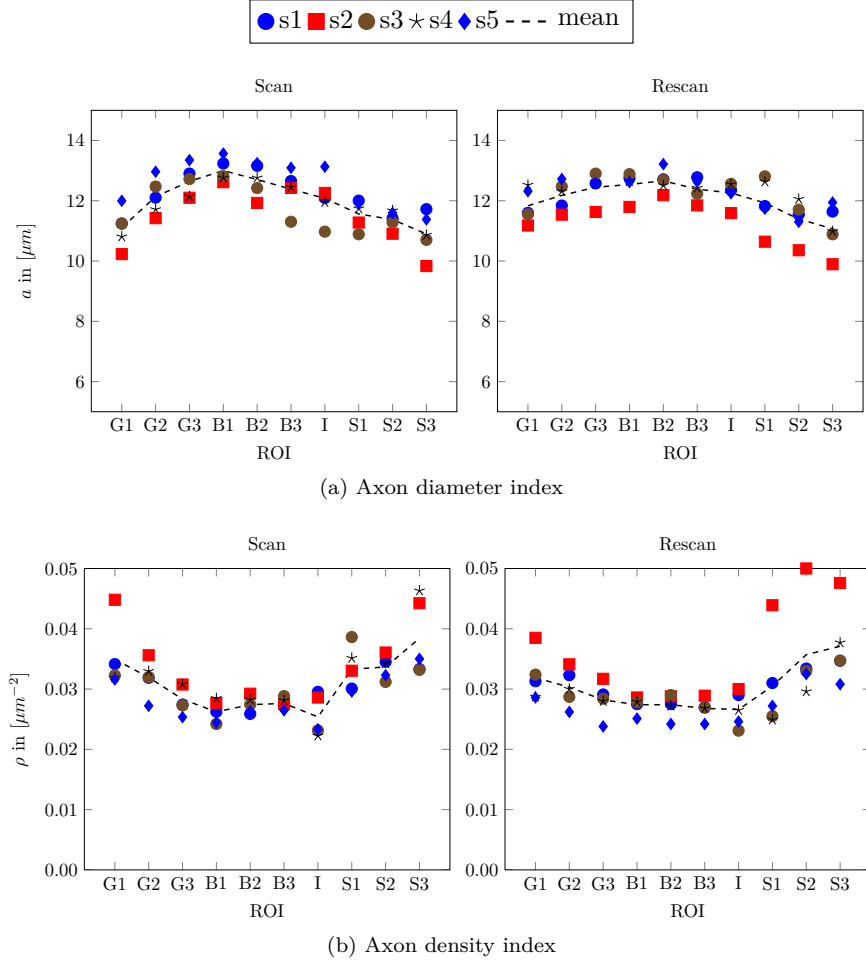 s1 s2 s3 s4 s5 mean
Scan
Rescan
14
12
10
8
6
a in [μm]
G1 G2 G3 B1 B2 B3 I S1 S2 S3
ROI
14
12
10
8
6
G1 G2 G3 B1 B2 B3 I S1 S2 S3
ROI
(a) Axon diameter index
Scan
Rescan
0.05
0.04
0.03
0.02
0.01
0.00
ρ in [μm⁻²]
G1 G2 G3 B1 B2 B3 I S1 S2 S3
ROI
0.05
0.04
0.03
0.02
0.01
0.00
G1 G2 G3 B1 B2 B3 I S1 S2 S3
ROI
(b) Axon density index